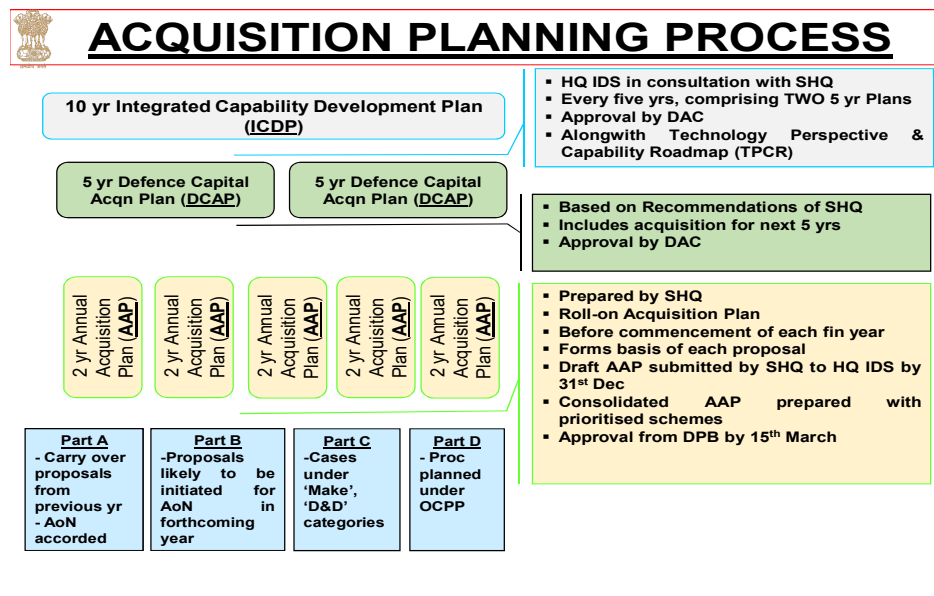 ACQUISITION PLANNING PROCESS
10 yr Integrated Capability Development Plan
(ICDP)
▪ HQ IDS in consultation with SHQ
▪ Every five yrs, comprising TWO 5 yr Plans
▪ Approval by DAC
▪ Alongwith Technology Perspective &
Capability Roadmap (TPCR)
5 yr Defence Capital
Acqn Plan (DCAP)
5 yr Defence Capital
Acqn Plan (DCAP)
▪ Based on Recommendations of SHQ
▪ Includes acquisition for next 5 yrs
▪ Approval by DAC
2 yr Annual
Acquisition
Plan (AAP)
2 yr Annual
Acquisition
Plan (AAP)
2 yr Annual
Acquisition
Plan (AAP)
2 yr Annual
Acquisition
Plan (AAP)
2 yr Annual
Acquisition
Plan (AAP)
▪ Prepared by SHQ
▪ Roll-on Acquisition Plan
▪ Before commencement of each fin year
▪ Forms basis of each proposal
▪ Draft AAP submitted by SHQ to HQ IDS by
31st Dec
▪ Consolidated AAP prepared with
prioritised schemes
▪ Approval from DPB by 15th March
Part A
- Carry over
proposals
from
previous yr
- AoN
accorded
Part B
-Proposals
likely to be
initiated for
AoN in
forthcoming
year
Part C
-Cases
under
‘Make’,
‘D&D’
categories
Part D
- Proc
planned
under
OCPP